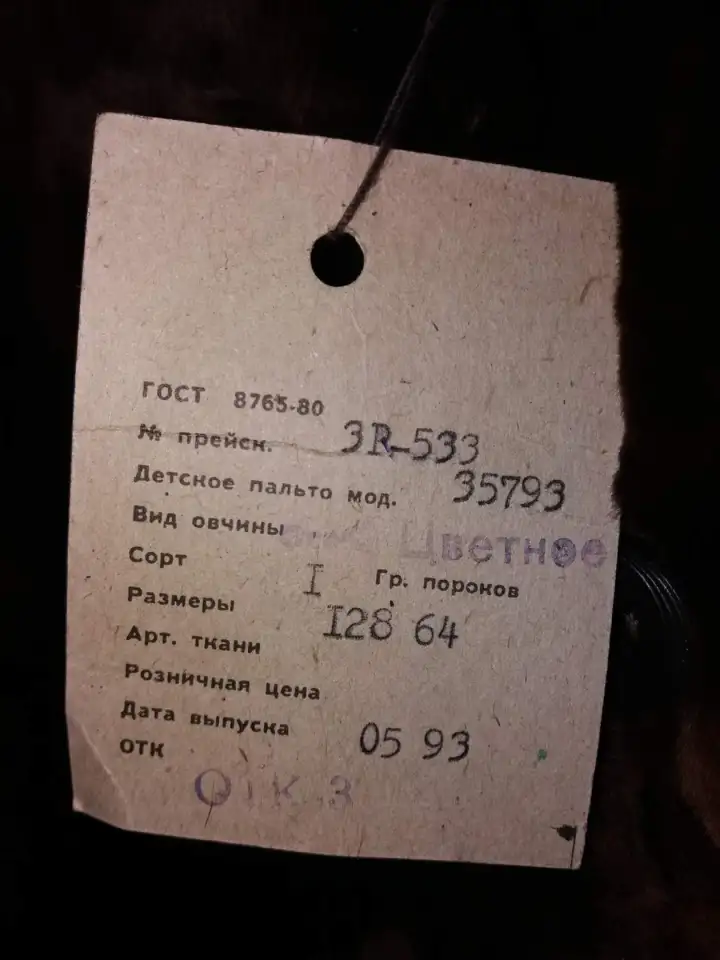 ГОСТ 8765-80
№ прейск. 3R-533
Детское пальто мод. 35793
Вид овчины Цветное
Сорт I Гр. пороков
Размеры 128 64
Арт. ткани
Розничная цена
Дата выпуска 05 93
ОТК
ОТК 3